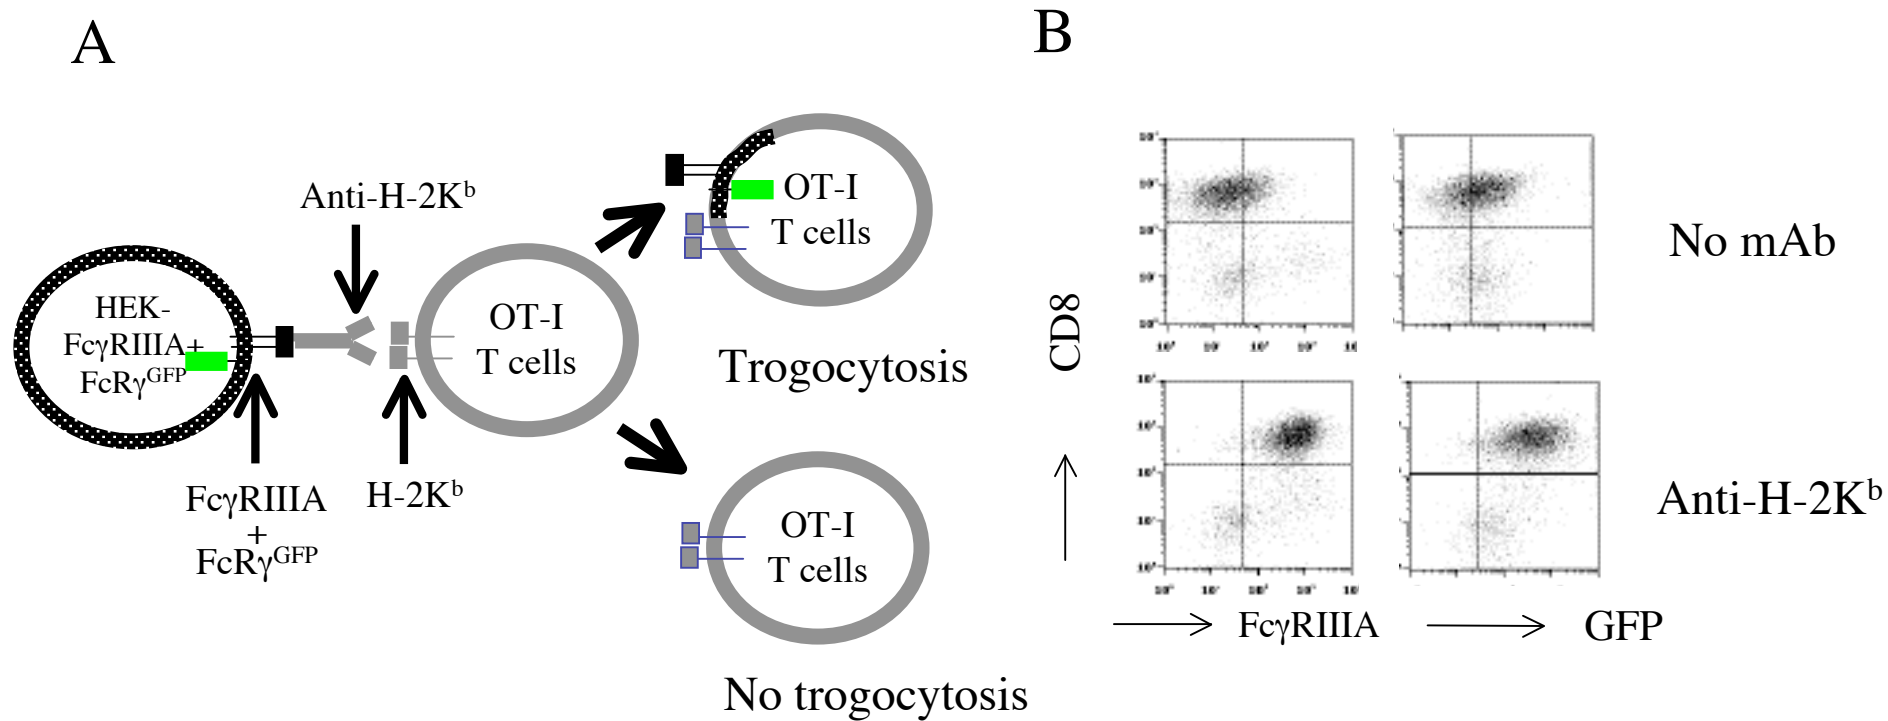 A
B
Anti-H-2Kᵇ
HEK-
FcγRIIIA+
FcRγᴳᶠᴾ
OT-I
T cells
OT-I
T cells
Trogocytosis
FcγRIIIA
+
FcRγᴳᶠᴾ
H-2Kᵇ
OT-I
T cells
No trogocytosis
CD8
No mAb
Anti-H-2Kᵇ
FcγRIIIA
GFP